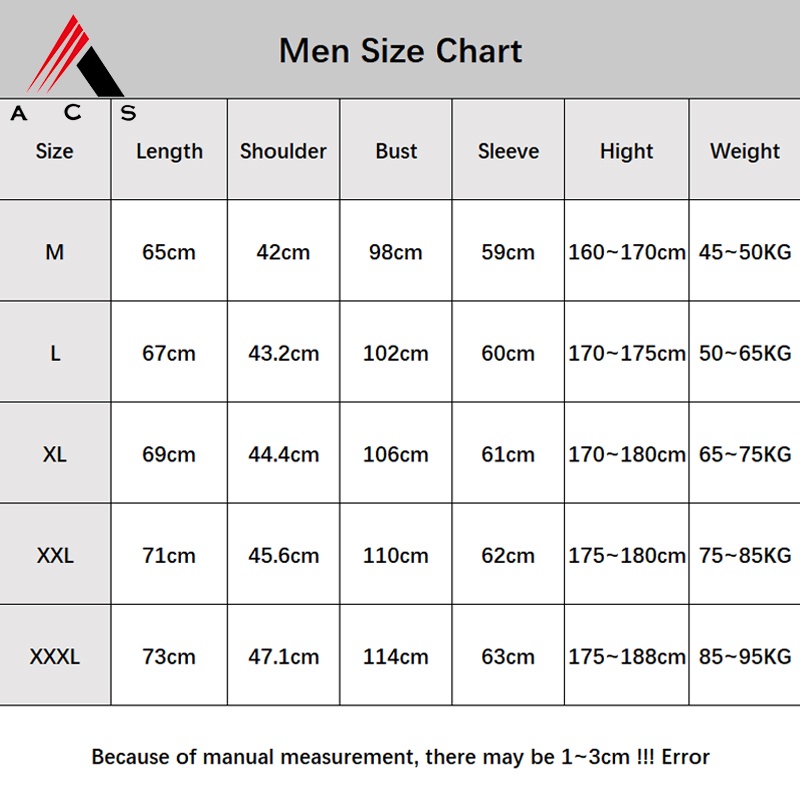 Men Size Chart
A C S
Size Length Shoulder Bust Sleeve Hight Weight
M 65cm 42cm 98cm 59cm 160~170cm 45~50KG
L 67cm 43.2cm 102cm 60cm 170~175cm 50~65KG
XL 69cm 44.4cm 106cm 61cm 170~180cm 65~75KG
XXL 71cm 45.6cm 110cm 62cm 175~180cm 75~85KG
XXXL 73cm 47.1cm 114cm 63cm 175~188cm 85~95KG
Because of manual measurement, there may be 1~3cm !!! Error